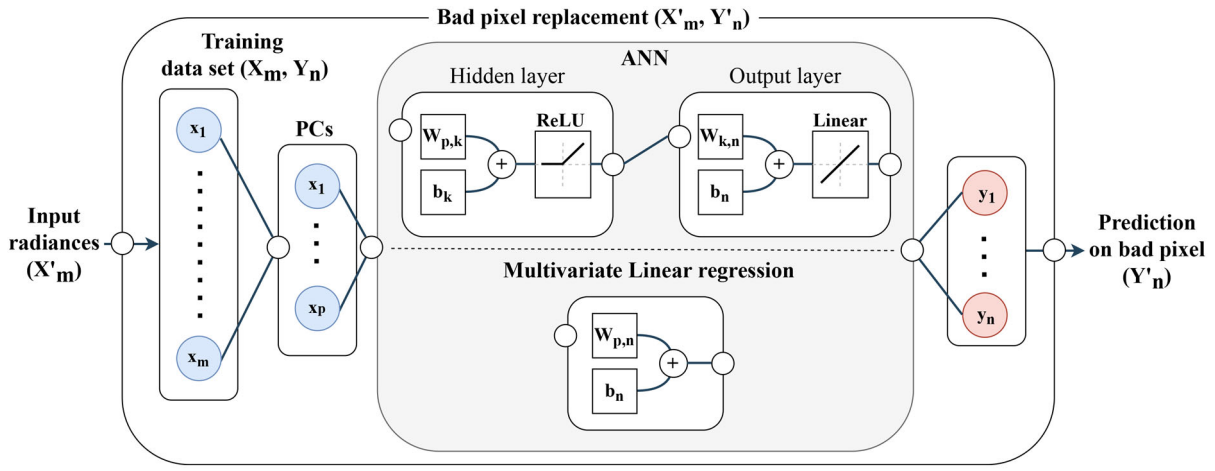 Bad pixel replacement (X'm, Y'n)
Training
data set (Xm, Yn)
ANN
Hidden layer
Output layer
x1
xm
PCs
x1
xp
Wp,k
bk
+
ReLU
Wk,n
bn
+
Linear
Input
radiances
(X'm)
Multivariate Linear regression
Wp,n
bn
+
y1
yn
Prediction
on bad pixel
(Y'n)